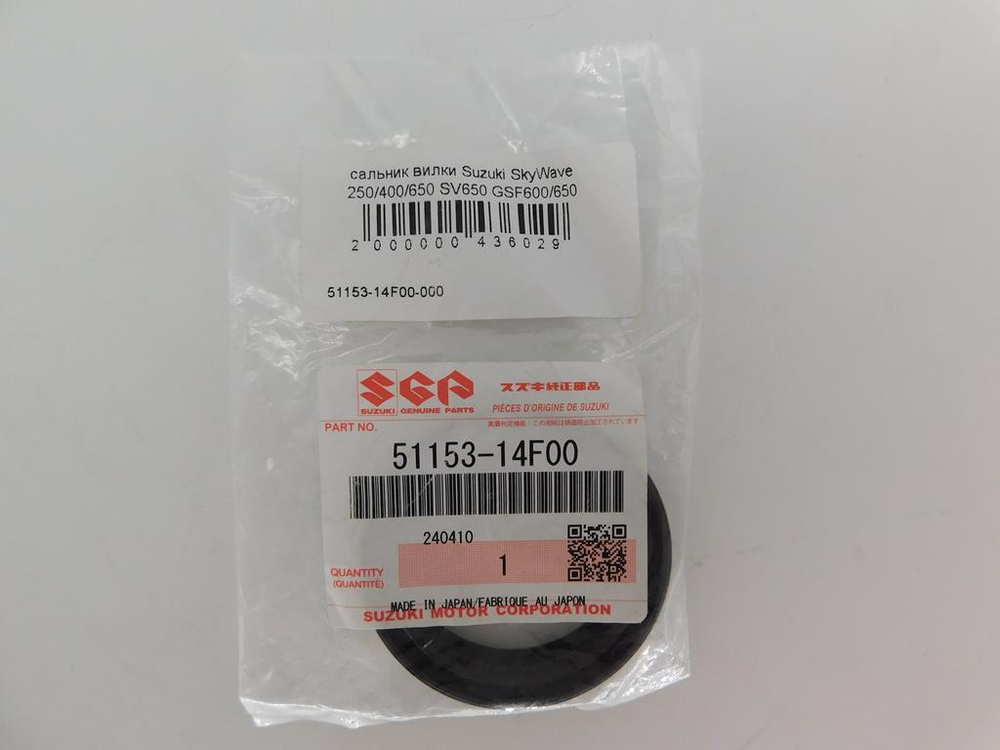 сальник вилки Suzuki SkyWave
250/400/650 SV650 GSF600/650
2 000000 436029
51153-14F00-000
SGP
スズキ純正部品
SUZUKI GENUINE PARTS
PIÈCES D'ORIGINE DE SUZUKI
PART NO.
51153-14F00
240410
QUANTITY
(QUANTITÉ)
1
MADE IN JAPAN/FABRIQUE AU JAPON
SUZUKI MOTOR CORPORATION